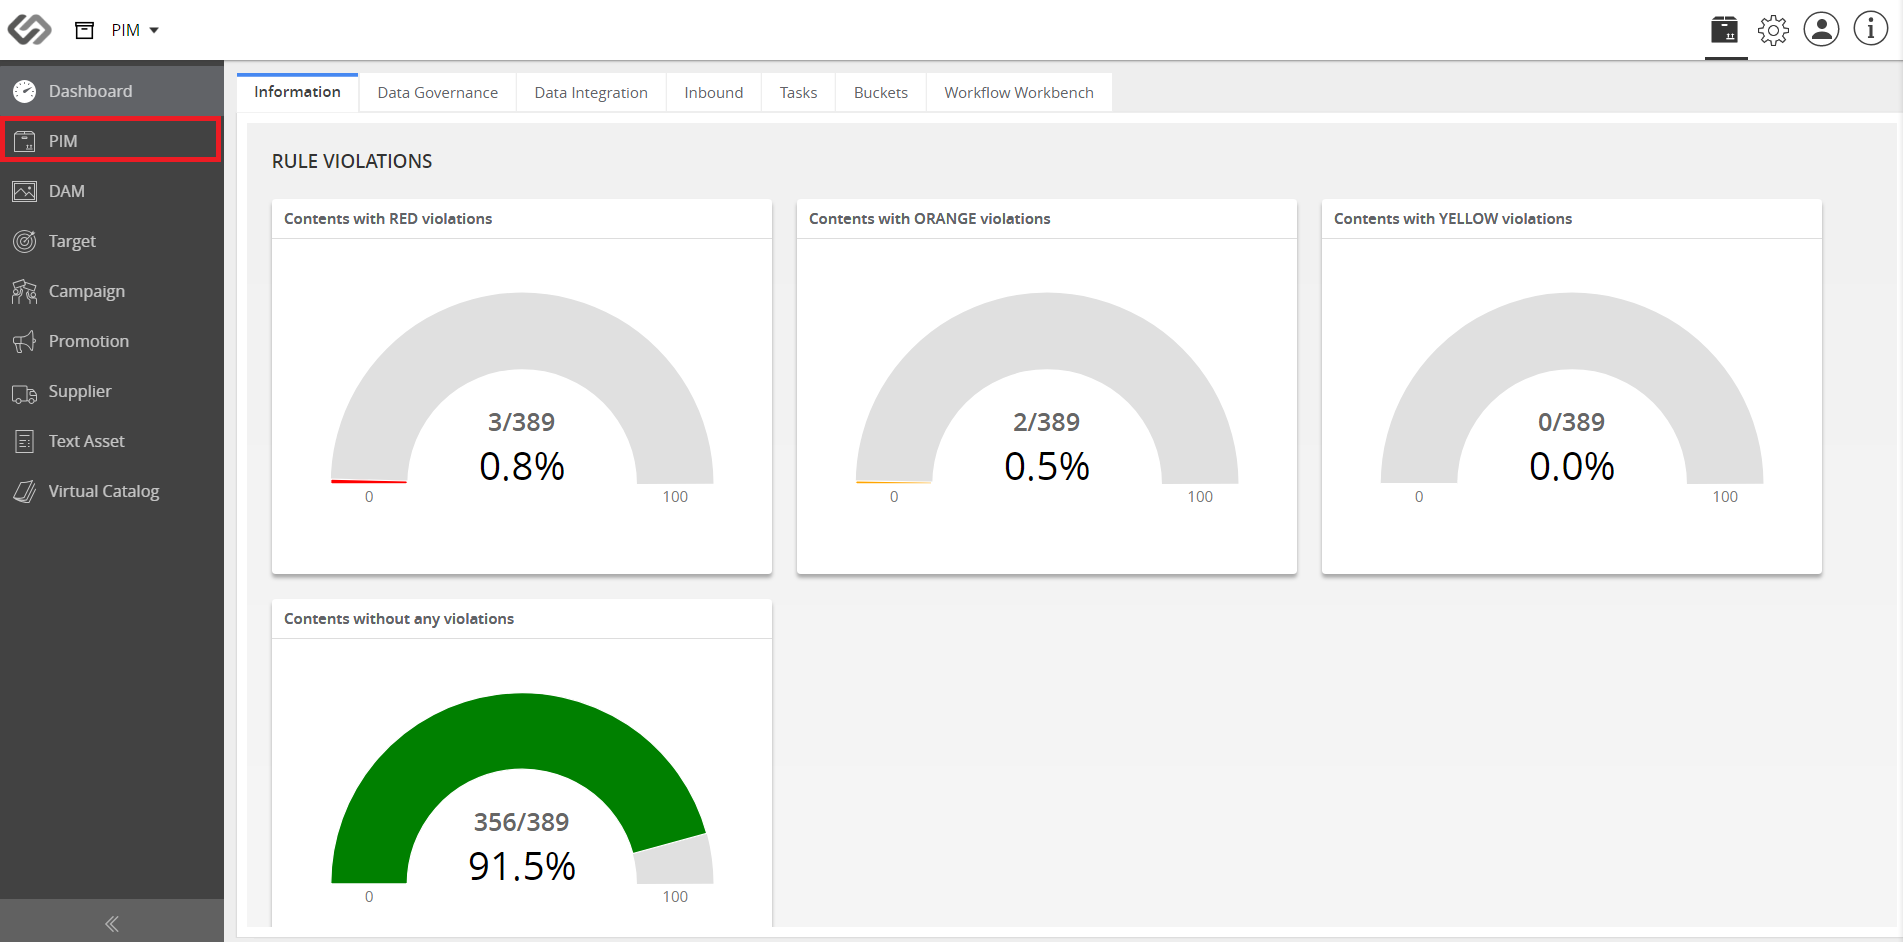 PIM
Dashboard
PIM
DAM
Target
Campaign
Promotion
Supplier
Text Asset
Virtual Catalog
Information Data Governance Data Integration Inbound Tasks Buckets Workflow Workbench
RULE VIOLATIONS
Contents with RED violations
3/389
0.8%
0 100
Contents with ORANGE violations
2/389
0.5%
0 100
Contents with YELLOW violations
0/389
0.0%
0 100
Contents without any violations
356/389
91.5%
0 100